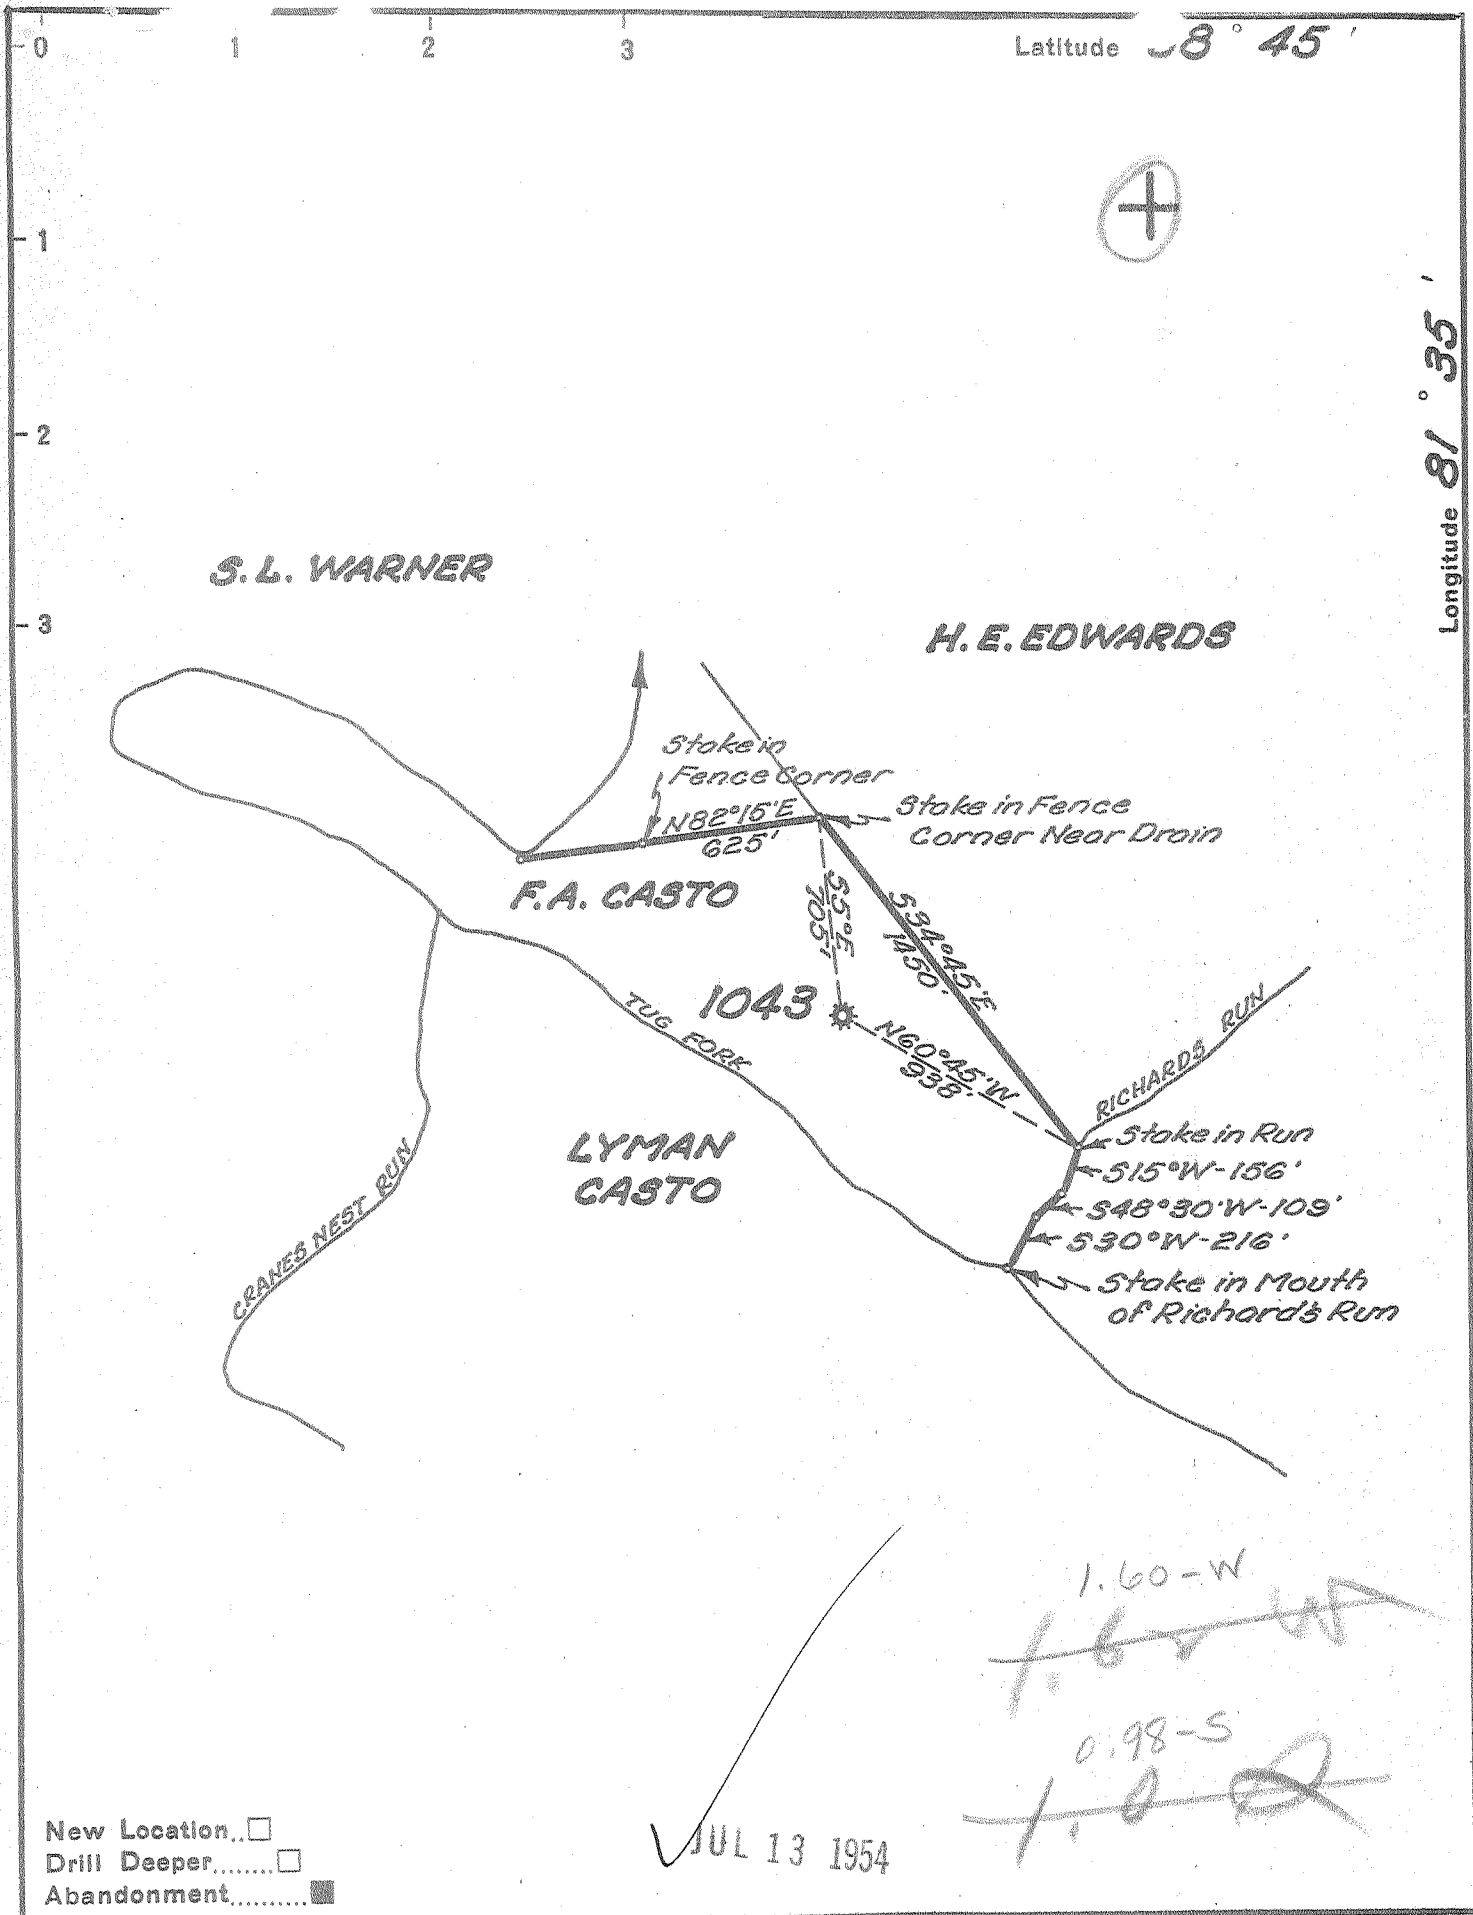 0 1 2 3
Latitude 8° 45'
1
2
3
Longitude 81° 35'
S.L. WARNER
H.E. EDWARDS
Stake in
Fence Corner
N82°15'E
625'
Stake in Fence
Corner Near Drain
F.A. CASTO
S5°E
705'
S34°45'E
1450'
1043
TUG FORK
N60°45'W
938'
RICHARDS RUN
Stake in Run
S15°W-156'
S48°30'W-109'
S30°W-216'
Stake in Mouth
of Richard's Run
LYMAN
CASTO
CRANES NEST RUN
1.60-W
0.98-S
New Location..
Drill Deeper........
Abandonment..........
JUL 13 1954